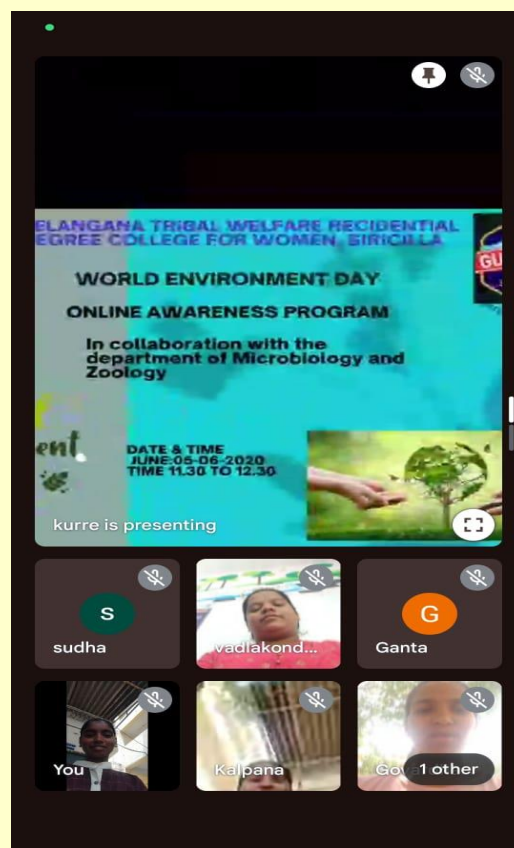 ELANGANA TRIBAL WELFARE RECIDENTIAL
EGREE COLLEGE FOR WOMEN, SIRICILLA
GU
WORLD ENVIRONMENT DAY
ONLINE AWARENESS PROGRAM
In collaboration with the
department of Microbiology and
Zoology
ent
DATE & TIME
JUNE:05-06-2020
TIME 11.30 TO 12.30
kurre is presenting
S
sudha
vadlakond...
G
Ganta
You
Kalpana
1 other